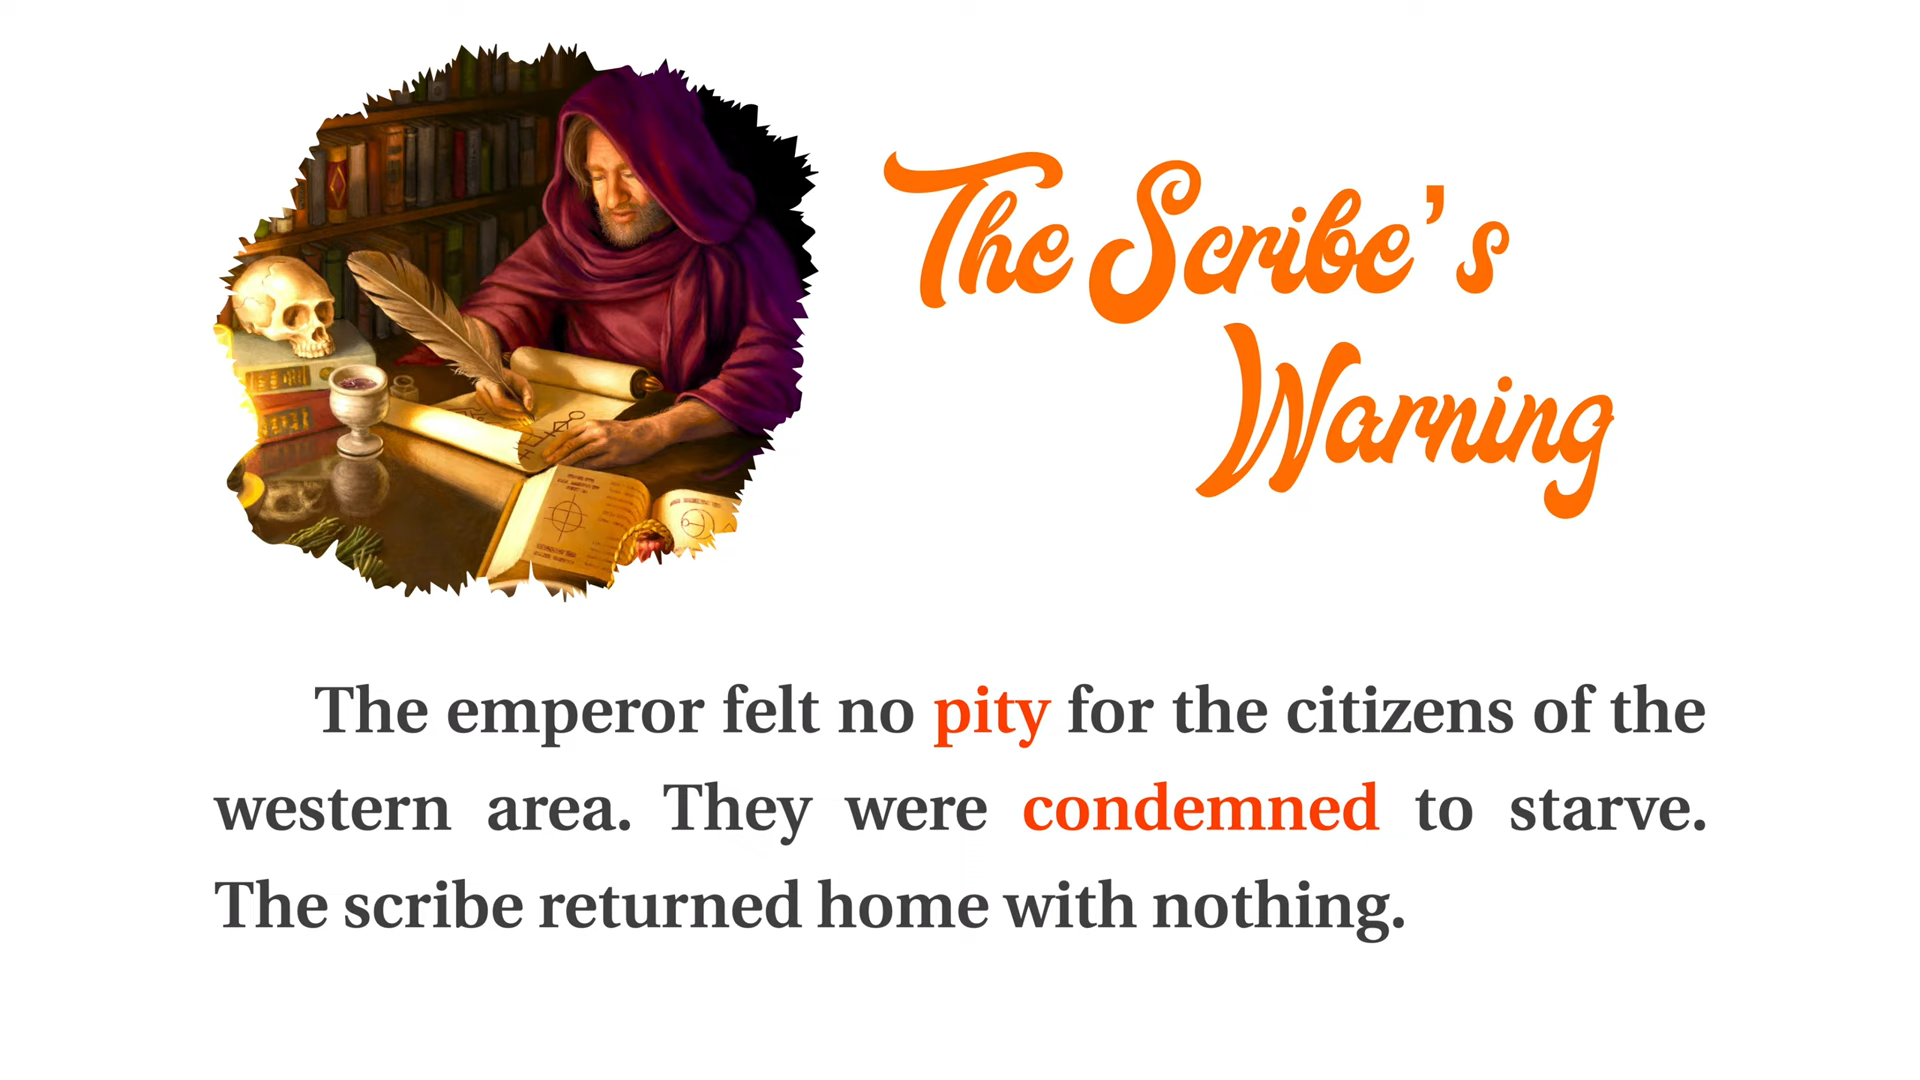 The Scribe's
Warning
The emperor felt no pity for the citizens of the
western area. They were condemned to starve.
The scribe returned home with nothing.